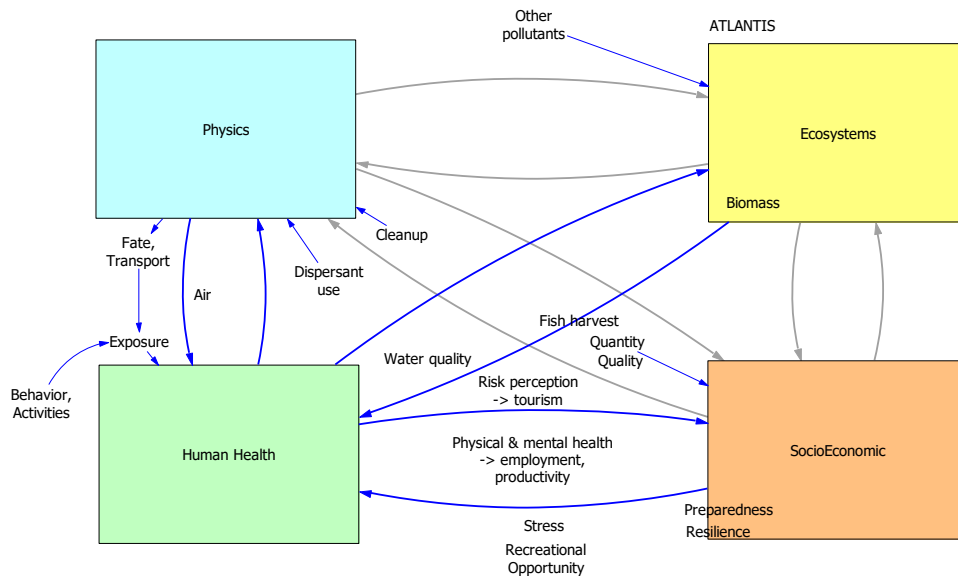 Other
pollutants
ATLANTIS
Physics
Ecosystems
Biomass
Cleanup
Fate,
Transport
Dispersant
use
Air
Exposure
Behavior,
Activities
Fish harvest
Quantity
Quality
Water quality
Risk perception
-> tourism
Human Health
Physical & mental health
-> employment,
productivity
SocioEconomic
Preparedness
Resilience
Stress
Recreational
Opportunity